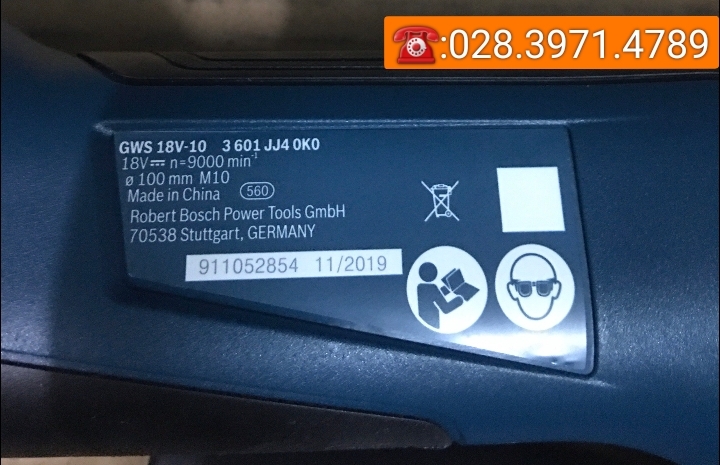 ☎:028.3971.4789
GWS 18V-10 3 601 JJ4 0K0
18V⎓ n=9000 min⁻¹
ø 100 mm M10
Made in China 560
Robert Bosch Power Tools GmbH
70538 Stuttgart, GERMANY
911052854 11/2019